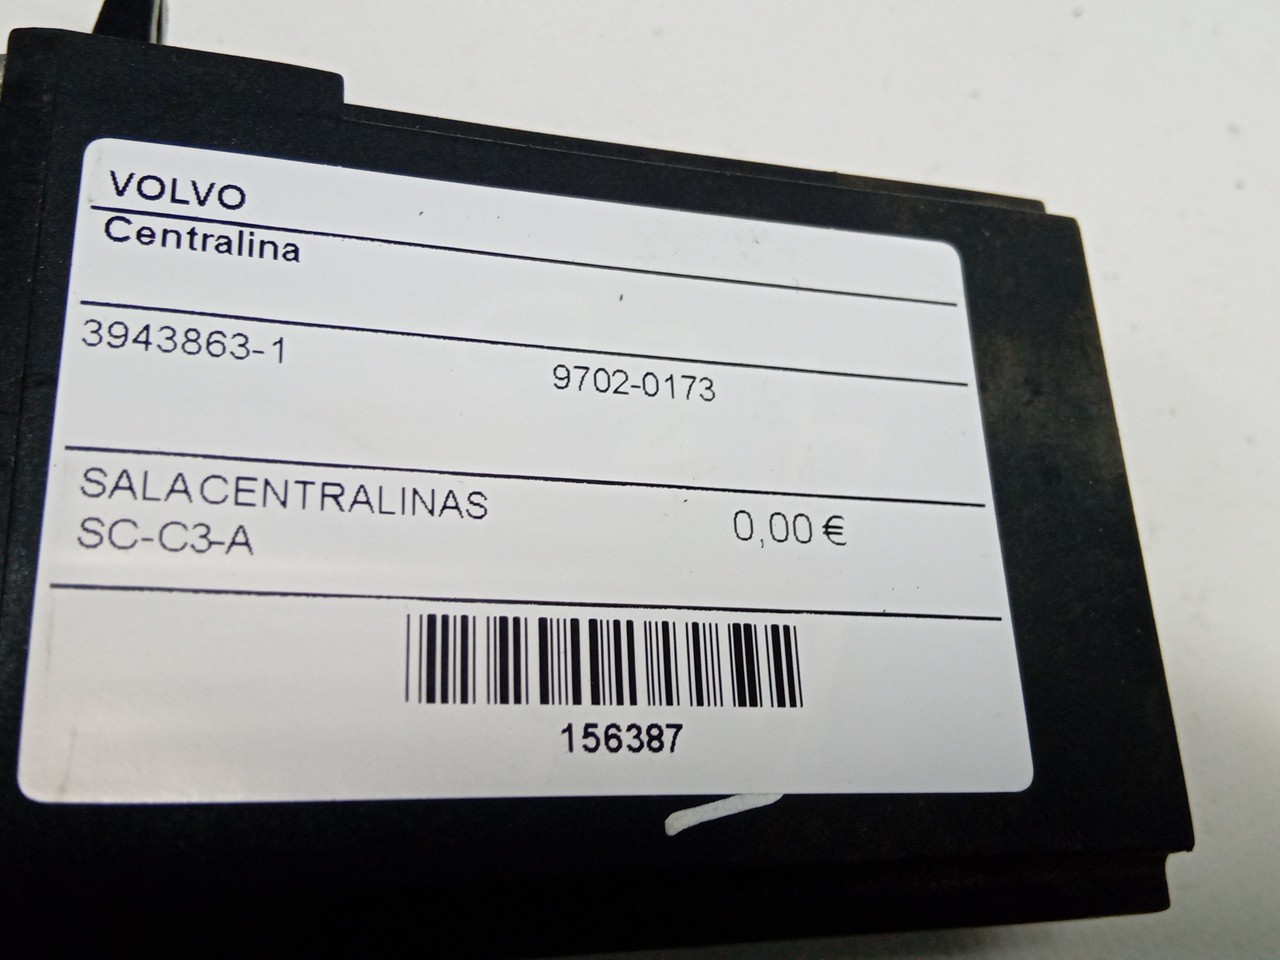 VOLVO
Centralina
3943863-1
9702-0173
SALACENTRALINAS
SC-C3-A
0,00 €
156387